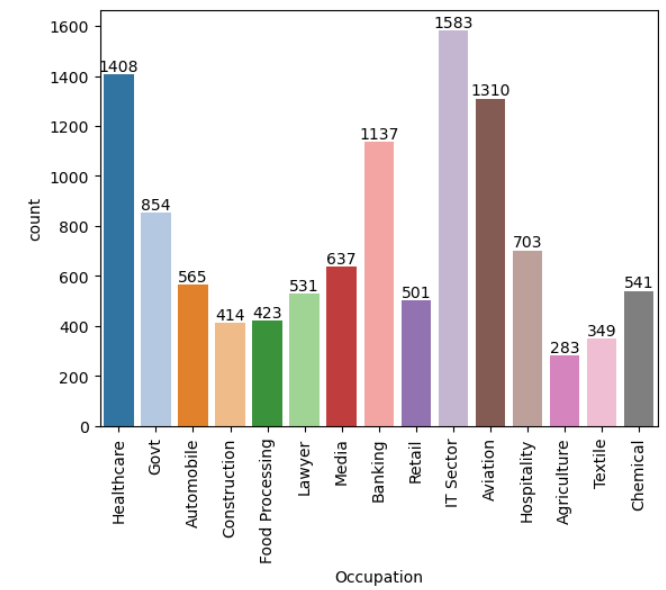 1600
1400
1200
1000
800
600
400
200
0
count
1408
854
565
414
423
531
637
1137
501
1583
1310
703
283
349
541
Healthcare
Govt
Automobile
Construction
Food Processing
Lawyer
Media
Banking
Retail
IT Sector
Aviation
Hospitality
Agriculture
Textile
Chemical
Occupation